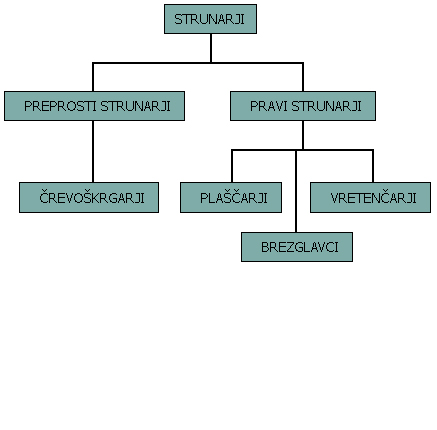 STRUNARJI
PREPROSTI STRUNARJI
PRAVI STRUNARJI
ČREVOŠKRGARJI
PLAŠČARJI
VRETENČARJI
BREZGLAVCI